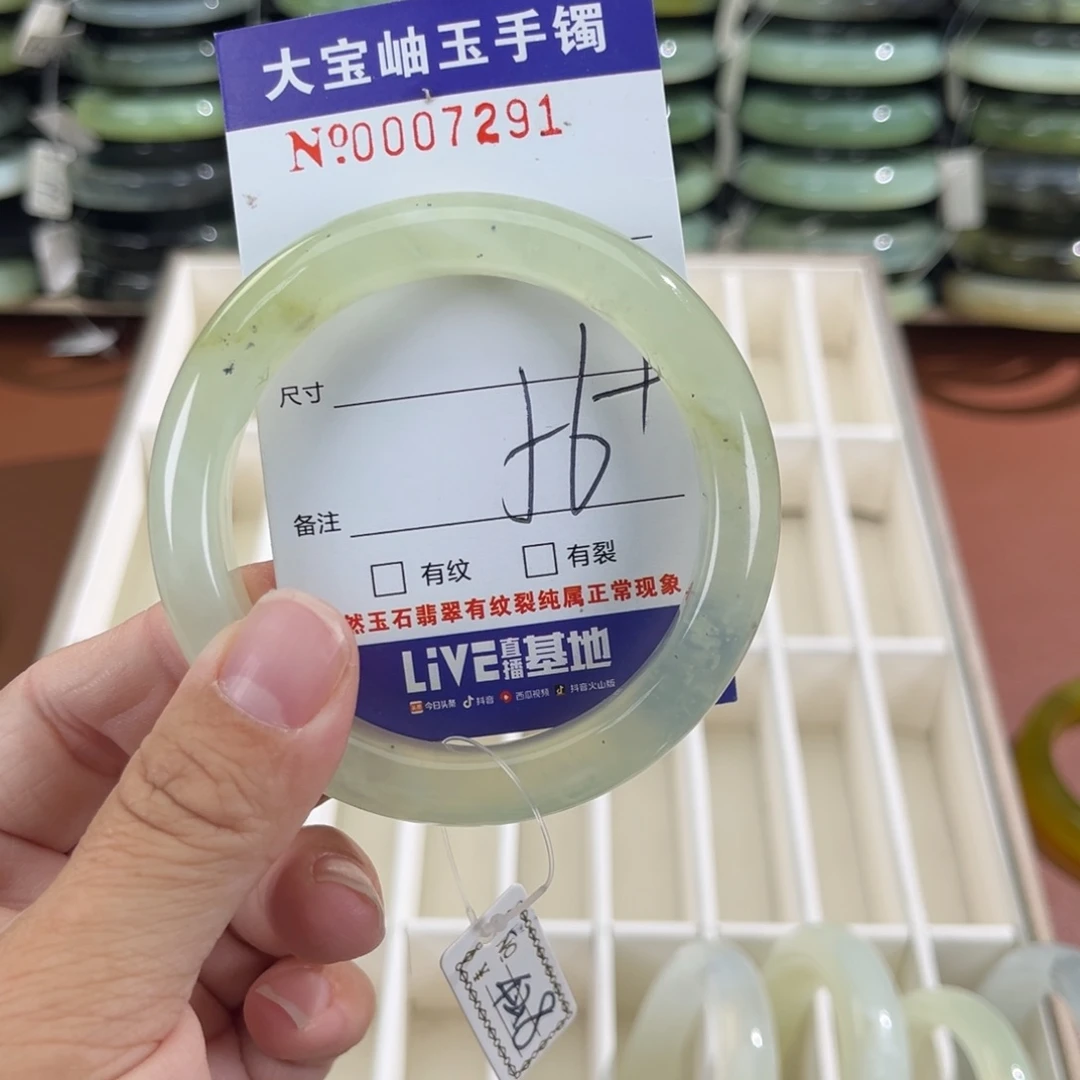 大宝岫玉手镯
Nº0007291
尺寸
56+
备注
有纹 有裂
然玉石翡翠有纹裂纯属正常现象
LiVE直播基地
今日头条 抖音 西瓜视频 抖音火山版